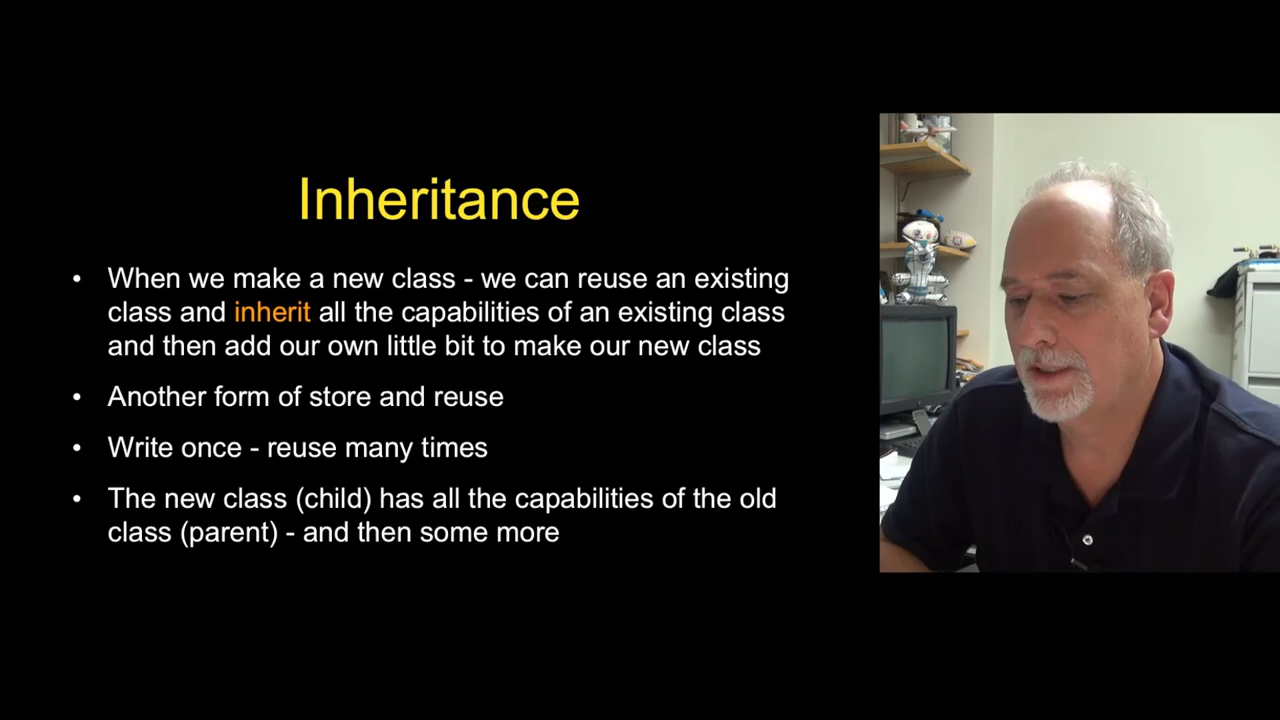 Inheritance
• When we make a new class - we can reuse an existing
class and inherit all the capabilities of an existing class
and then add our own little bit to make our new class
• Another form of store and reuse
• Write once - reuse many times
• The new class (child) has all the capabilities of the old
class (parent) - and then some more